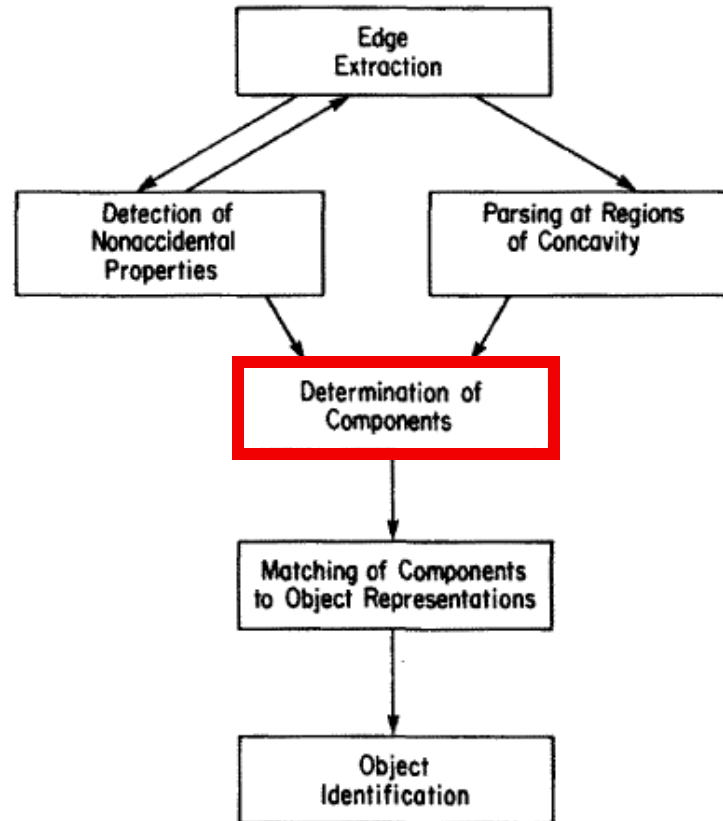 Edge
Extraction
Detection of
Nonaccidental
Properties
Parsing at Regions
of Concavity
Determination of
Components
Matching of Components
to Object Representations
Object
Identification